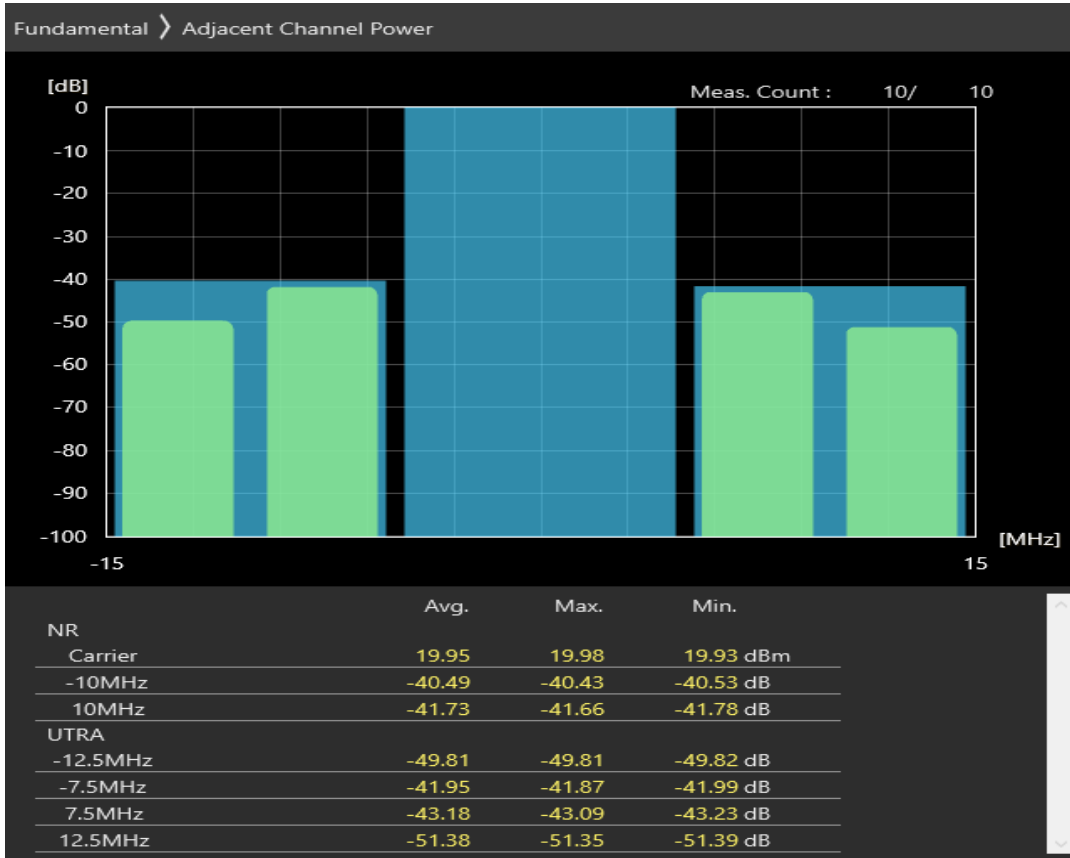 Fundamental ❯ Adjacent Channel Power
[dB]
Meas. Count : 10/ 10
0
-10
-20
-30
-40
-50
-60
-70
-80
-90
-100
[MHz]
-15 15
Avg. Max. Min.
NR
Carrier 19.95 19.98 19.93 dBm
-10MHz -40.49 -40.43 -40.53 dB
10MHz -41.73 -41.66 -41.78 dB
UTRA
-12.5MHz -49.81 -49.81 -49.82 dB
-7.5MHz -41.95 -41.87 -41.99 dB
7.5MHz -43.18 -43.09 -43.23 dB
12.5MHz -51.38 -51.35 -51.39 dB